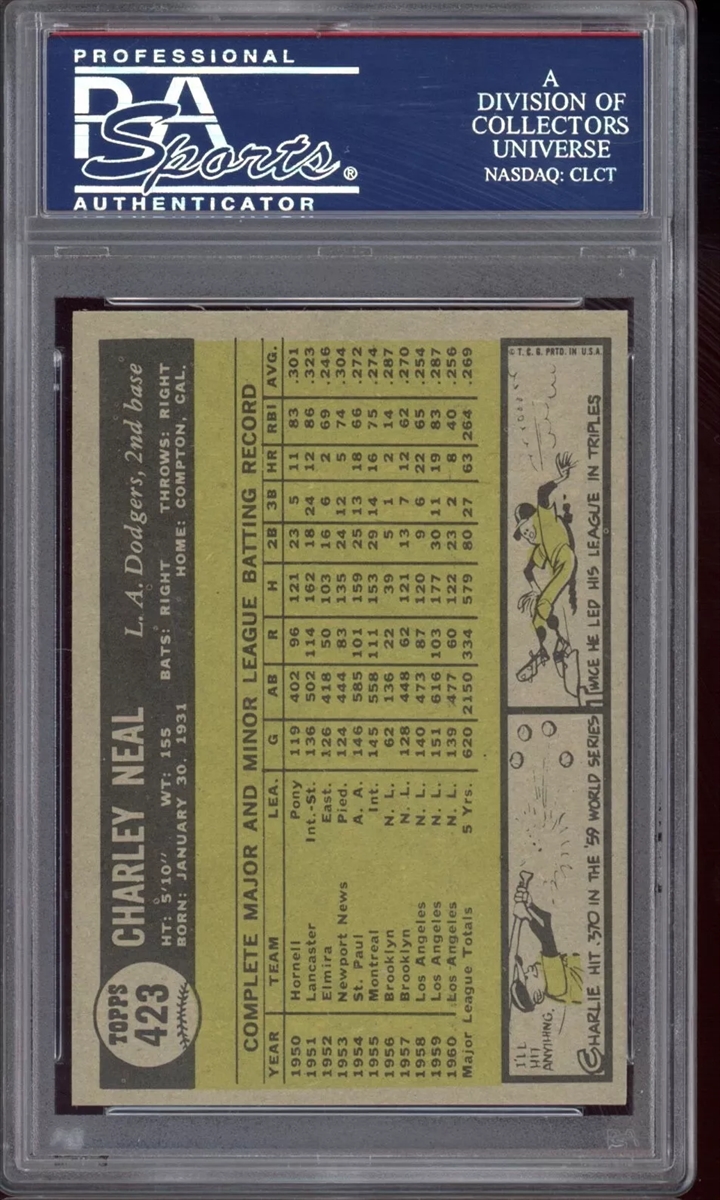 PROFESSIONAL
PSA
Sports®
AUTHENTICATOR
A
DIVISION OF
COLLECTORS
UNIVERSE
NASDAQ: CLCT
TOPPS
423
CHARLEY NEAL
L. A. Dodgers, 2nd base
HT: 5'10" WT: 155 BATS: RIGHT THROWS: RIGHT
BORN: JANUARY 30, 1931 HOME: COMPTON, CAL.
COMPLETE MAJOR AND MINOR LEAGUE BATTING RECORD
YEAR TEAM LEA. G AB R H 2B 3B HR RBI AVG.
1950 Hornell Pony 119 402 96 121 23 5 11 83 .301
1951 Lancaster Int.-St. 136 502 114 162 18 24 12 86 .323
1952 Elmira East. 126 418 50 103 16 6 2 69 .246
1953 Newport News Pied. 124 444 83 135 24 12 5 74 .304
1954 St. Paul A. A. 146 585 101 159 25 13 18 66 .272
1955 Montreal Int. 145 558 111 153 29 14 16 75 .274
1956 Brooklyn N. L. 62 136 22 39 5 1 2 14 .287
1957 Brooklyn N. L. 128 448 62 121 13 7 12 62 .270
1958 Los Angeles N. L. 140 473 87 120 9 6 22 65 .254
1959 Los Angeles N. L. 151 616 103 177 30 11 19 83 .287
1960 Los Angeles N. L. 139 477 60 122 23 2 8 40 .256
Major League Totals 5 Yrs. 620 2150 334 579 80 27 63 264 .269
I'LL
HIT
ANYTHING.
CHARLIE HIT .370 IN THE '59 WORLD SERIES
TWICE HE LED HIS LEAGUE IN TRIPLES
© T. C. G. PRTD. IN U.S.A.